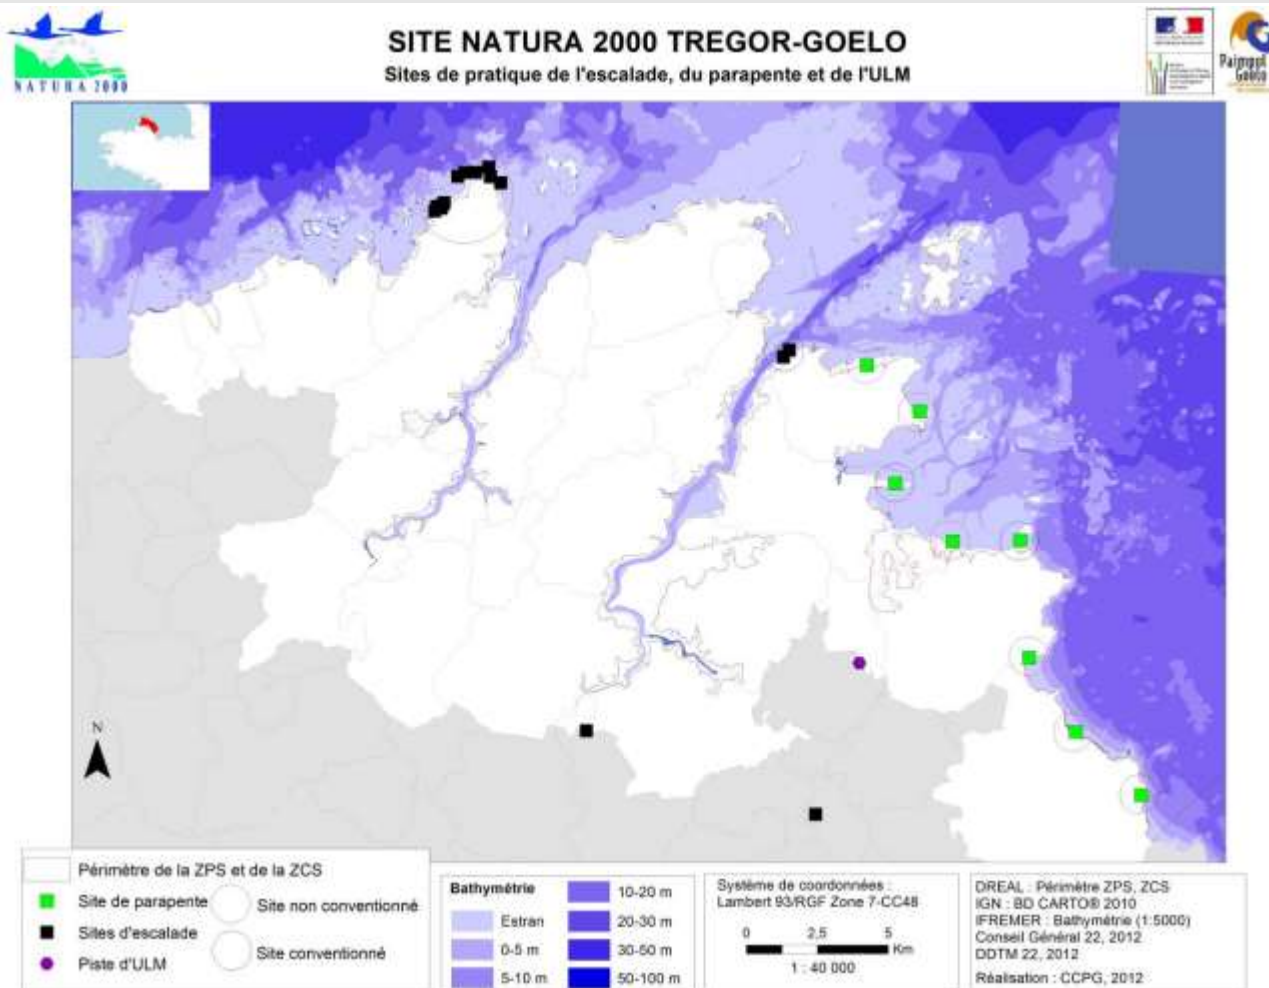 SITE NATURA 2000 TREGOR-GOELO
Sites de pratique de l'escalade, du parapente et de l'ULM
NATURA 2000
Paimpol
Goëlo
N
Périmètre de la ZPS et de la ZCS
Site de parapente
Site non conventionné
Sites d'escalade
Site conventionné
Piste d'ULM
Bathymétrie
Estran
0-5 m
5-10 m
10-20 m
20-30 m
30-50 m
50-100 m
Système de coordonnées :
Lambert 93/RGF Zone 7-CC48
0 2,5 5
Km
1 : 40 000
DREAL : Périmètre ZPS, ZCS
IGN : BD CARTO® 2010
IFREMER : Bathymétrie (1:5000)
Conseil Général 22, 2012
DDTM 22, 2012
Réalisation : CCPG, 2012